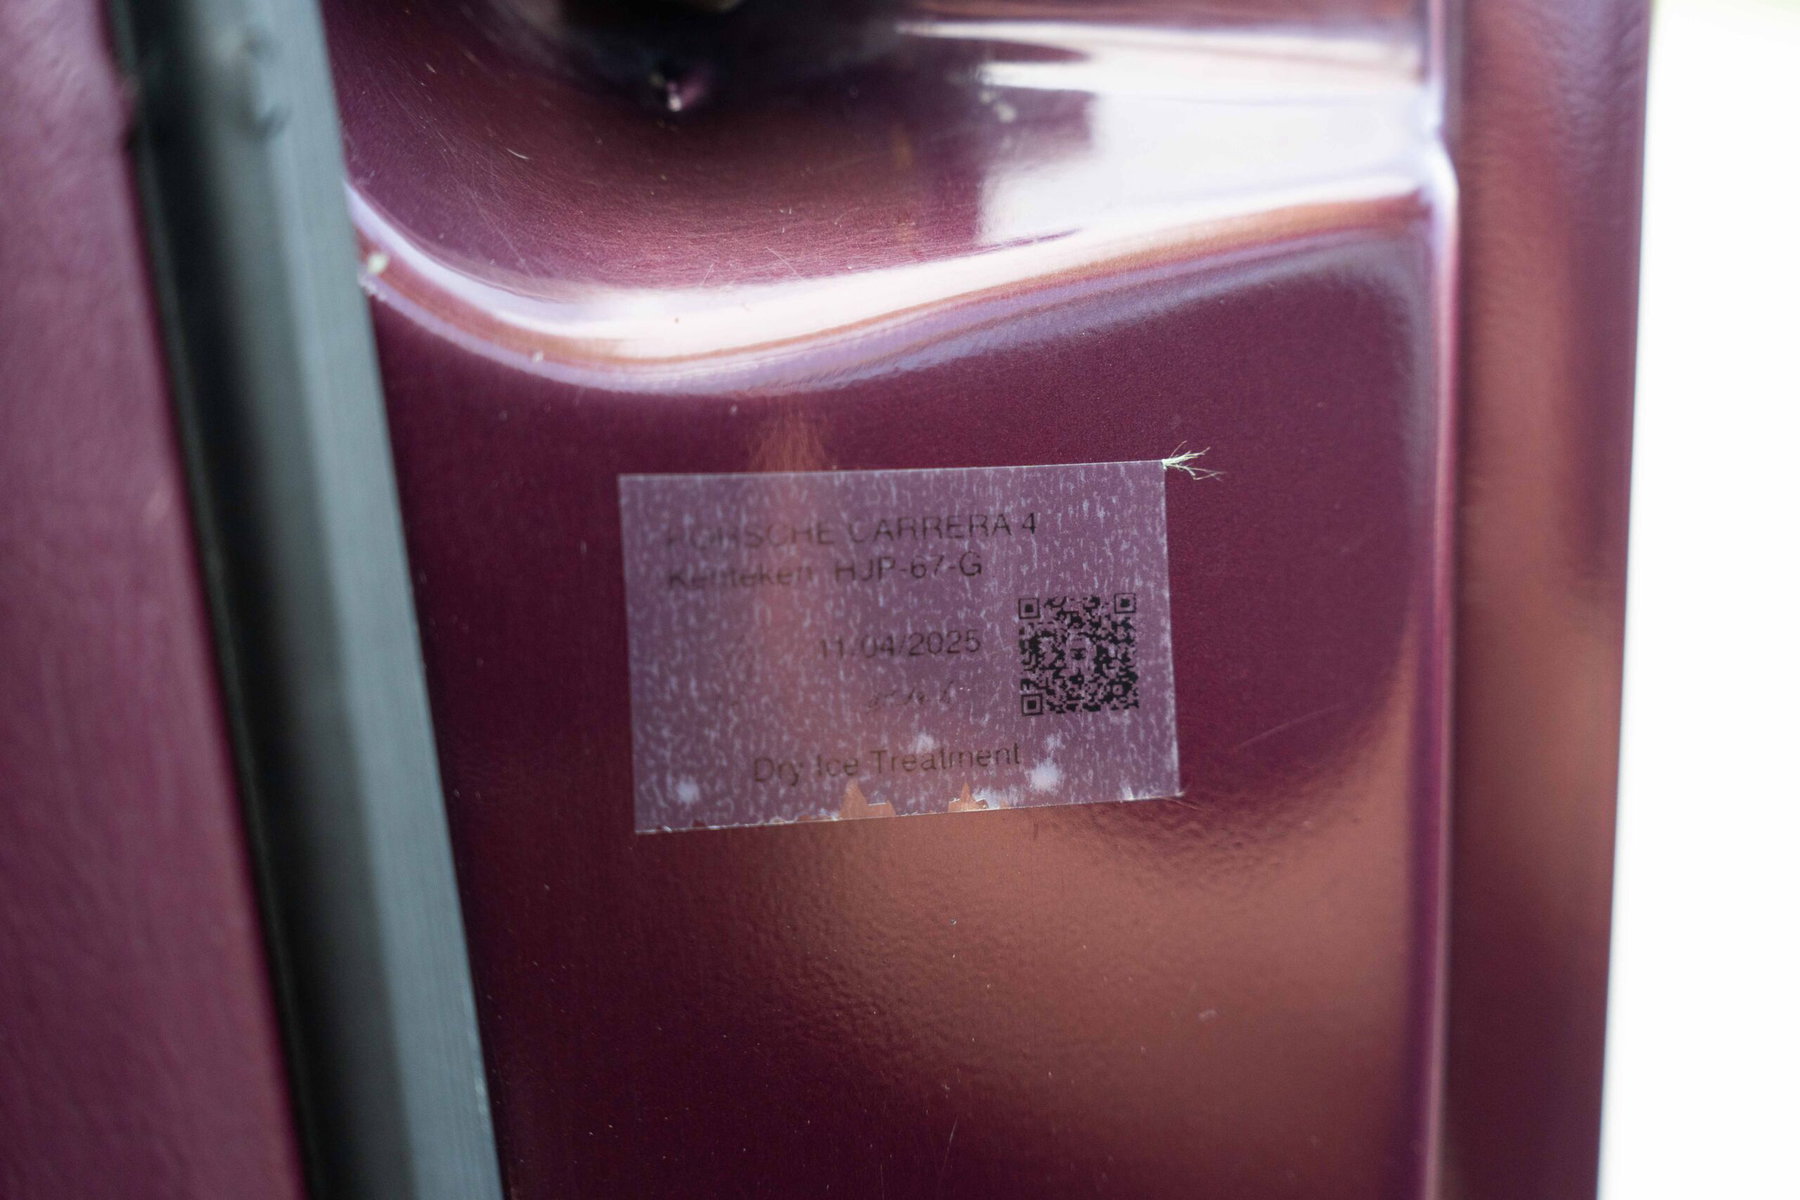 PORSCHE CARRERA 4
Kenteken HJP-67-G
11/04/2025
Dry Ice Treatment